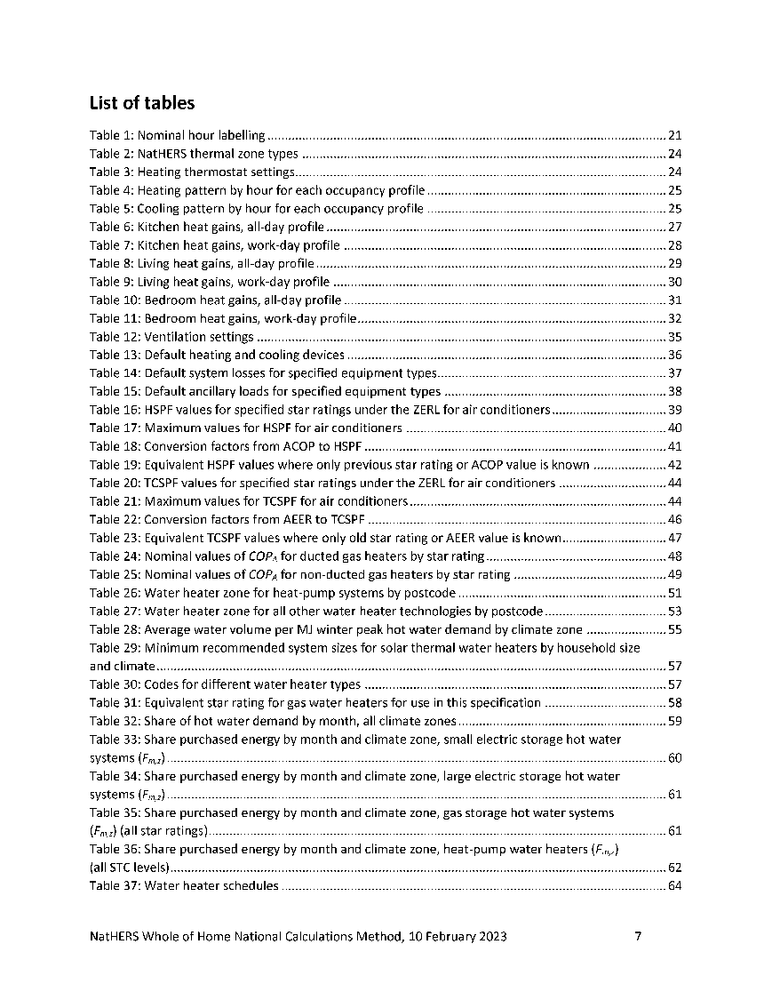 List of tables
Table 1: Nominal hour labelling ........ 21
Table 2: NatHERS thermal zone types ........ 24
Table 3: Heating thermostat settings ........ 24
Table 4: Heating pattern by hour for each occupancy profile ........ 25
Table 5: Cooling pattern by hour for each occupancy profile ........ 25
Table 6: Kitchen heat gains, all-day profile ........ 27
Table 7: Kitchen heat gains, work-day profile ........ 28
Table 8: Living heat gains, all-day profile ........ 29
Table 9: Living heat gains, work-day profile ........ 30
Table 10: Bedroom heat gains, all-day profile ........ 31
Table 11: Bedroom heat gains, work-day profile ........ 32
Table 12: Ventilation settings ........ 35
Table 13: Default heating and cooling devices ........ 36
Table 14: Default system losses for specified equipment types ........ 37
Table 15: Default ancillary loads for specified equipment types ........ 38
Table 16: HSPF values for specified star ratings under the ZERL for air conditioners ........ 39
Table 17: Maximum values for HSPF for air conditioners ........ 40
Table 18: Conversion factors from ACOP to HSPF ........ 41
Table 19: Equivalent HSPF values where only previous star rating or ACOP value is known ........ 42
Table 20: TCSPF values for specified star ratings under the ZERL for air conditioners ........ 44
Table 21: Maximum values for TCSPF for air conditioners ........ 44
Table 22: Conversion factors from AEER to TCSPF ........ 46
Table 23: Equivalent TCSPF values where only old star rating or AEER value is known ........ 47
Table 24: Nominal values of COPA for ducted gas heaters by star rating ........ 48
Table 25: Nominal values of COPA for non-ducted gas heaters by star rating ........ 49
Table 26: Water heater zone for heat-pump systems by postcode ........ 51
Table 27: Water heater zone for all other water heater technologies by postcode ........ 53
Table 28: Average water volume per MJ winter peak hot water demand by climate zone ........ 55
Table 29: Minimum recommended system sizes for solar thermal water heaters by household size
and climate ........ 57
Table 30: Codes for different water heater types ........ 57
Table 31: Equivalent star rating for gas water heaters for use in this specification ........ 58
Table 32: Share of hot water demand by month, all climate zones ........ 59
Table 33: Share purchased energy by month and climate zone, small electric storage hot water
systems (Fm,z) ........ 60
Table 34: Share purchased energy by month and climate zone, large electric storage hot water
systems (Fm,z) ........ 61
Table 35: Share purchased energy by month and climate zone, gas storage hot water systems
(Fm,z) (all star ratings) ........ 61
Table 36: Share purchased energy by month and climate zone, heat-pump water heaters (Fm,z)
(all STC levels) ........ 62
Table 37: Water heater schedules ........ 64
NatHERS Whole of Home National Calculations Method, 10 February 2023 7